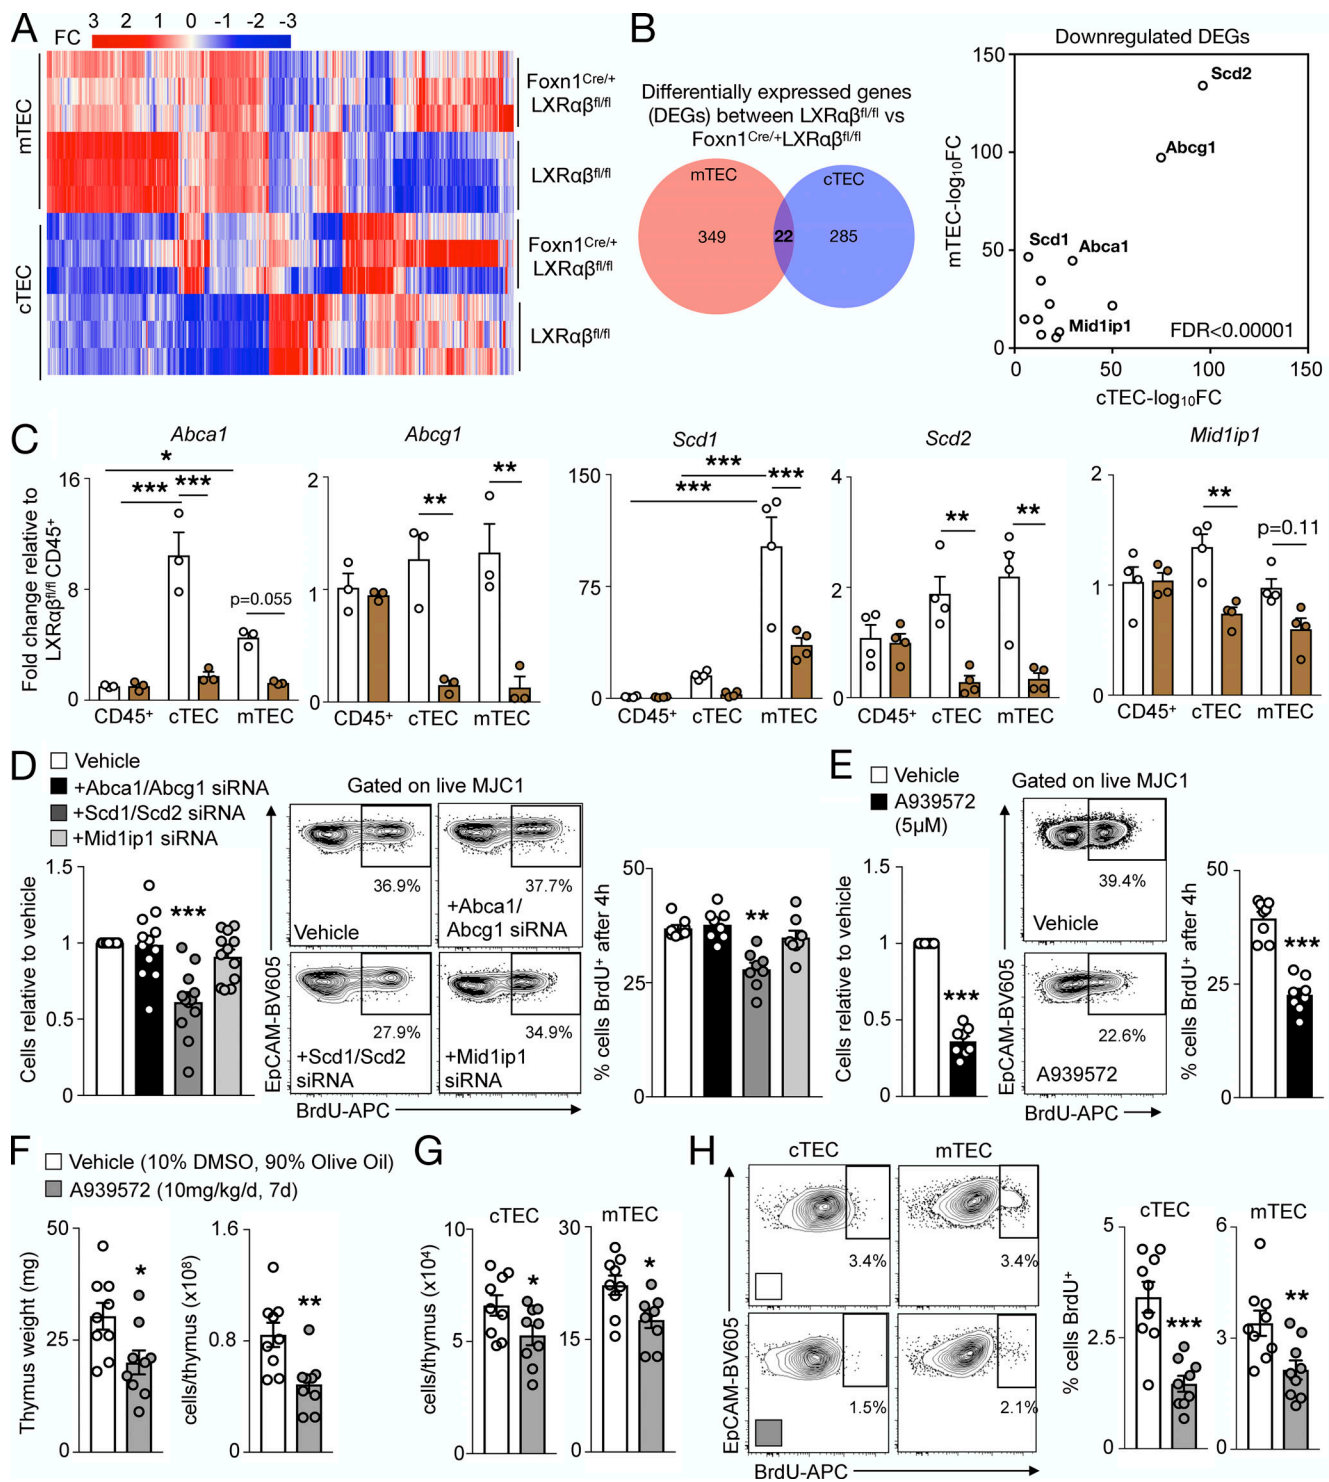 A
FC
3 2 1 0 -1 -2 -3
mTEC
cTEC
Foxn1Cre/+
LXRαβfl/fl
LXRαβfl/fl
Foxn1Cre/+
LXRαβfl/fl
LXRαβfl/fl
B
Differentially expressed genes
(DEGs) between LXRαβfl/fl vs
Foxn1Cre/+LXRαβfl/fl
mTEC
cTEC
349
22
285
Downregulated DEGs
mTEC-log10FC
150
100
50
0
Scd2
Abcg1
Scd1
Abca1
Mid1ip1
FDR<0.00001
0 50 100 150
cTEC-log10FC
C
Fold change relative to
LXRαβfl/fl CD45+
Abca1
16
8
0
*
***
***
p=0.055
CD45+ cTEC mTEC
Abcg1
2
1
0
**
**
CD45+ cTEC mTEC
Scd1
150
75
0
***
***
***
CD45+ cTEC mTEC
Scd2
4
2
0
**
**
CD45+ cTEC mTEC
Mid1ip1
2
1
0
**
p=0.11
CD45+ cTEC mTEC
D
Vehicle
+Abca1/Abcg1 siRNA
+Scd1/Scd2 siRNA
+Mid1ip1 siRNA
Cells relative to vehicle
1.5
1
0.5
0
***
Gated on live MJC1
36.9%
Vehicle
37.7%
+Abca1/
Abcg1 siRNA
27.9%
+Scd1/Scd2
siRNA
34.9%
+Mid1ip1
siRNA
EpCAM-BV605
BrdU-APC
% cells BrdU+ after 4h
50
25
0
**
E
Vehicle
A939572
(5μM)
Cells relative to vehicle
1
0.5
0
***
Gated on live MJC1
39.4%
Vehicle
22.6%
A939572
EpCAM-BV605
BrdU-APC
% cells BrdU+ after 4h
50
25
0
***
F
Vehicle (10% DMSO, 90% Olive Oil)
A939572 (10mg/kg/d, 7d)
Thymus weight (mg)
50
25
0
*
cells/thymus (x10⁸)
1.6
0.8
0
**
G
cells/thymus (x10⁴)
cTEC
10
5
0
*
mTEC
30
15
0
*
H
cTEC
mTEC
3.4%
3.4%
1.5%
2.1%
EpCAM-BV605
BrdU-APC
% cells BrdU+
cTEC
5
2.5
0
***
mTEC
6
3
0
**